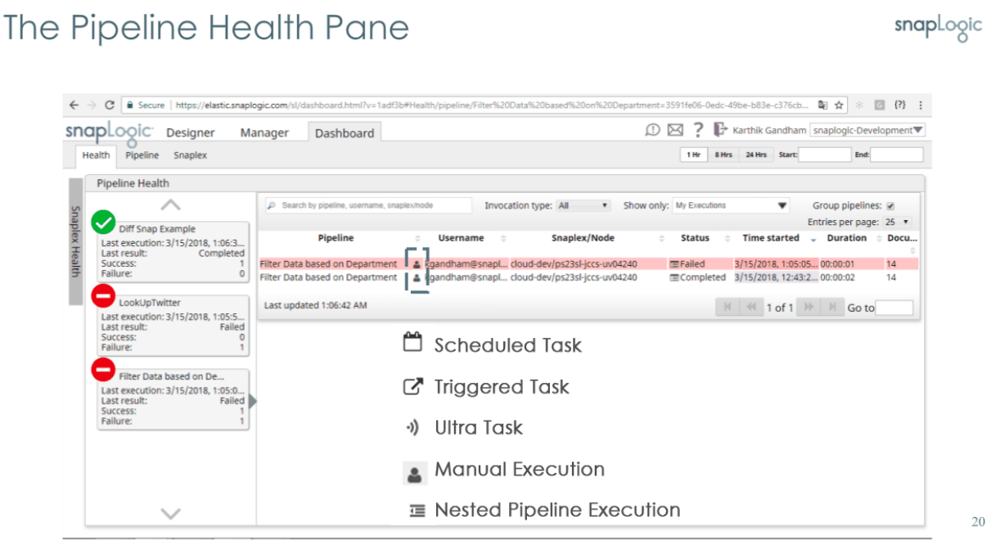 The Pipeline Health Pane
snapLogic
Secure | https://elastic.snaplogic.com/sl/dashboard.html?v=1adf3b#Health/pipeline/Filter%20Data%20based%20on%20Department=3591fe06-0edc-49be-b83e-c376cb...
snapLogic Designer Manager Dashboard Karthik Gandham snaplogic-Development
Health Pipeline Snaplex 1 Hr 8 Hrs 24 Hrs Start: End:
Snaplex Health
Pipeline Health
Diff Snap Example
Last execution: 3/15/2018, 1:06:3...
Last result: Completed
Success: 1
Failure: 0
LookUpTwitter
Last execution: 3/15/2018, 1:05:5...
Last result: Failed
Success: 0
Failure: 1
Filter Data based on De...
Last execution: 3/15/2018, 1:05:0...
Last result: Failed
Success: 1
Failure: 1
Search by pipeline, username, snaplex/node Invocation type: All Show only: My Executions Group pipelines:
Entries per page: 25
Pipeline Username Snaplex/Node Status Time started Duration Docu...
Filter Data based on Department kgandham@snapl... cloud-dev/ps23sl-jccs-uv04240 Failed 3/15/2018, 1:05:05... 00:00:01 14
Filter Data based on Department kgandham@snapl... cloud-dev/ps23sl-jccs-uv04240 Completed 3/15/2018, 12:43:2... 00:00:02 14
Last updated 1:06:42 AM 1 of 1 Go to
Scheduled Task
Triggered Task
Ultra Task
Manual Execution
Nested Pipeline Execution
20